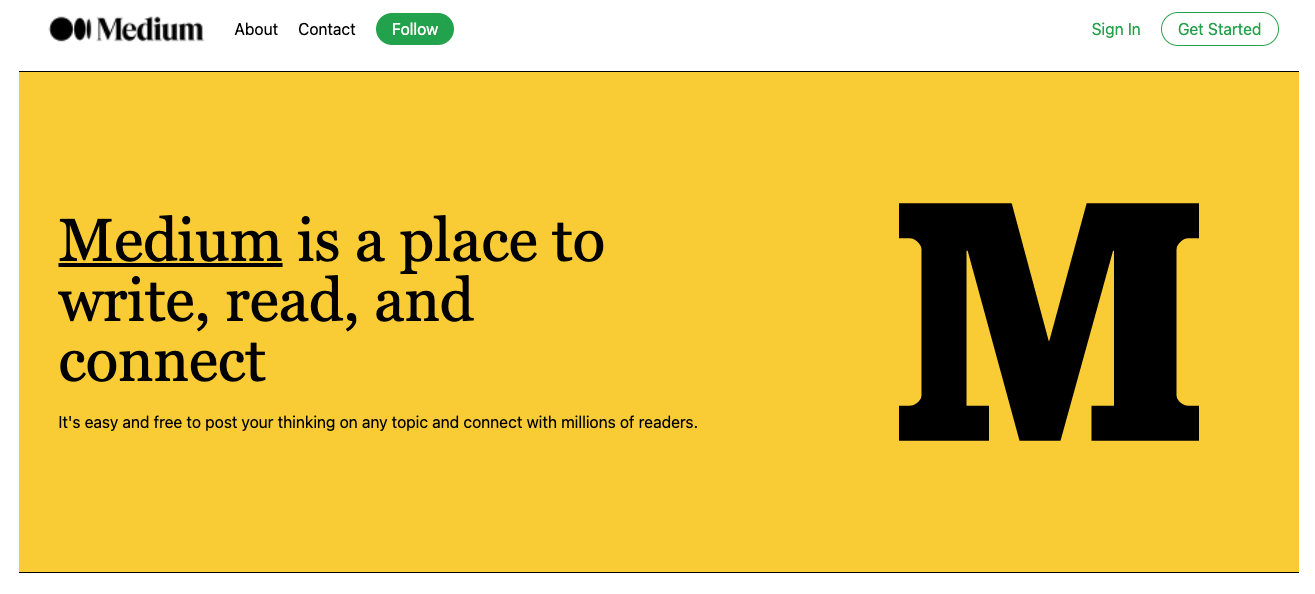 Medium About Contact Follow Sign In Get Started
Medium is a place to
write, read, and
connect
It's easy and free to post your thinking on any topic and connect with millions of readers.
M